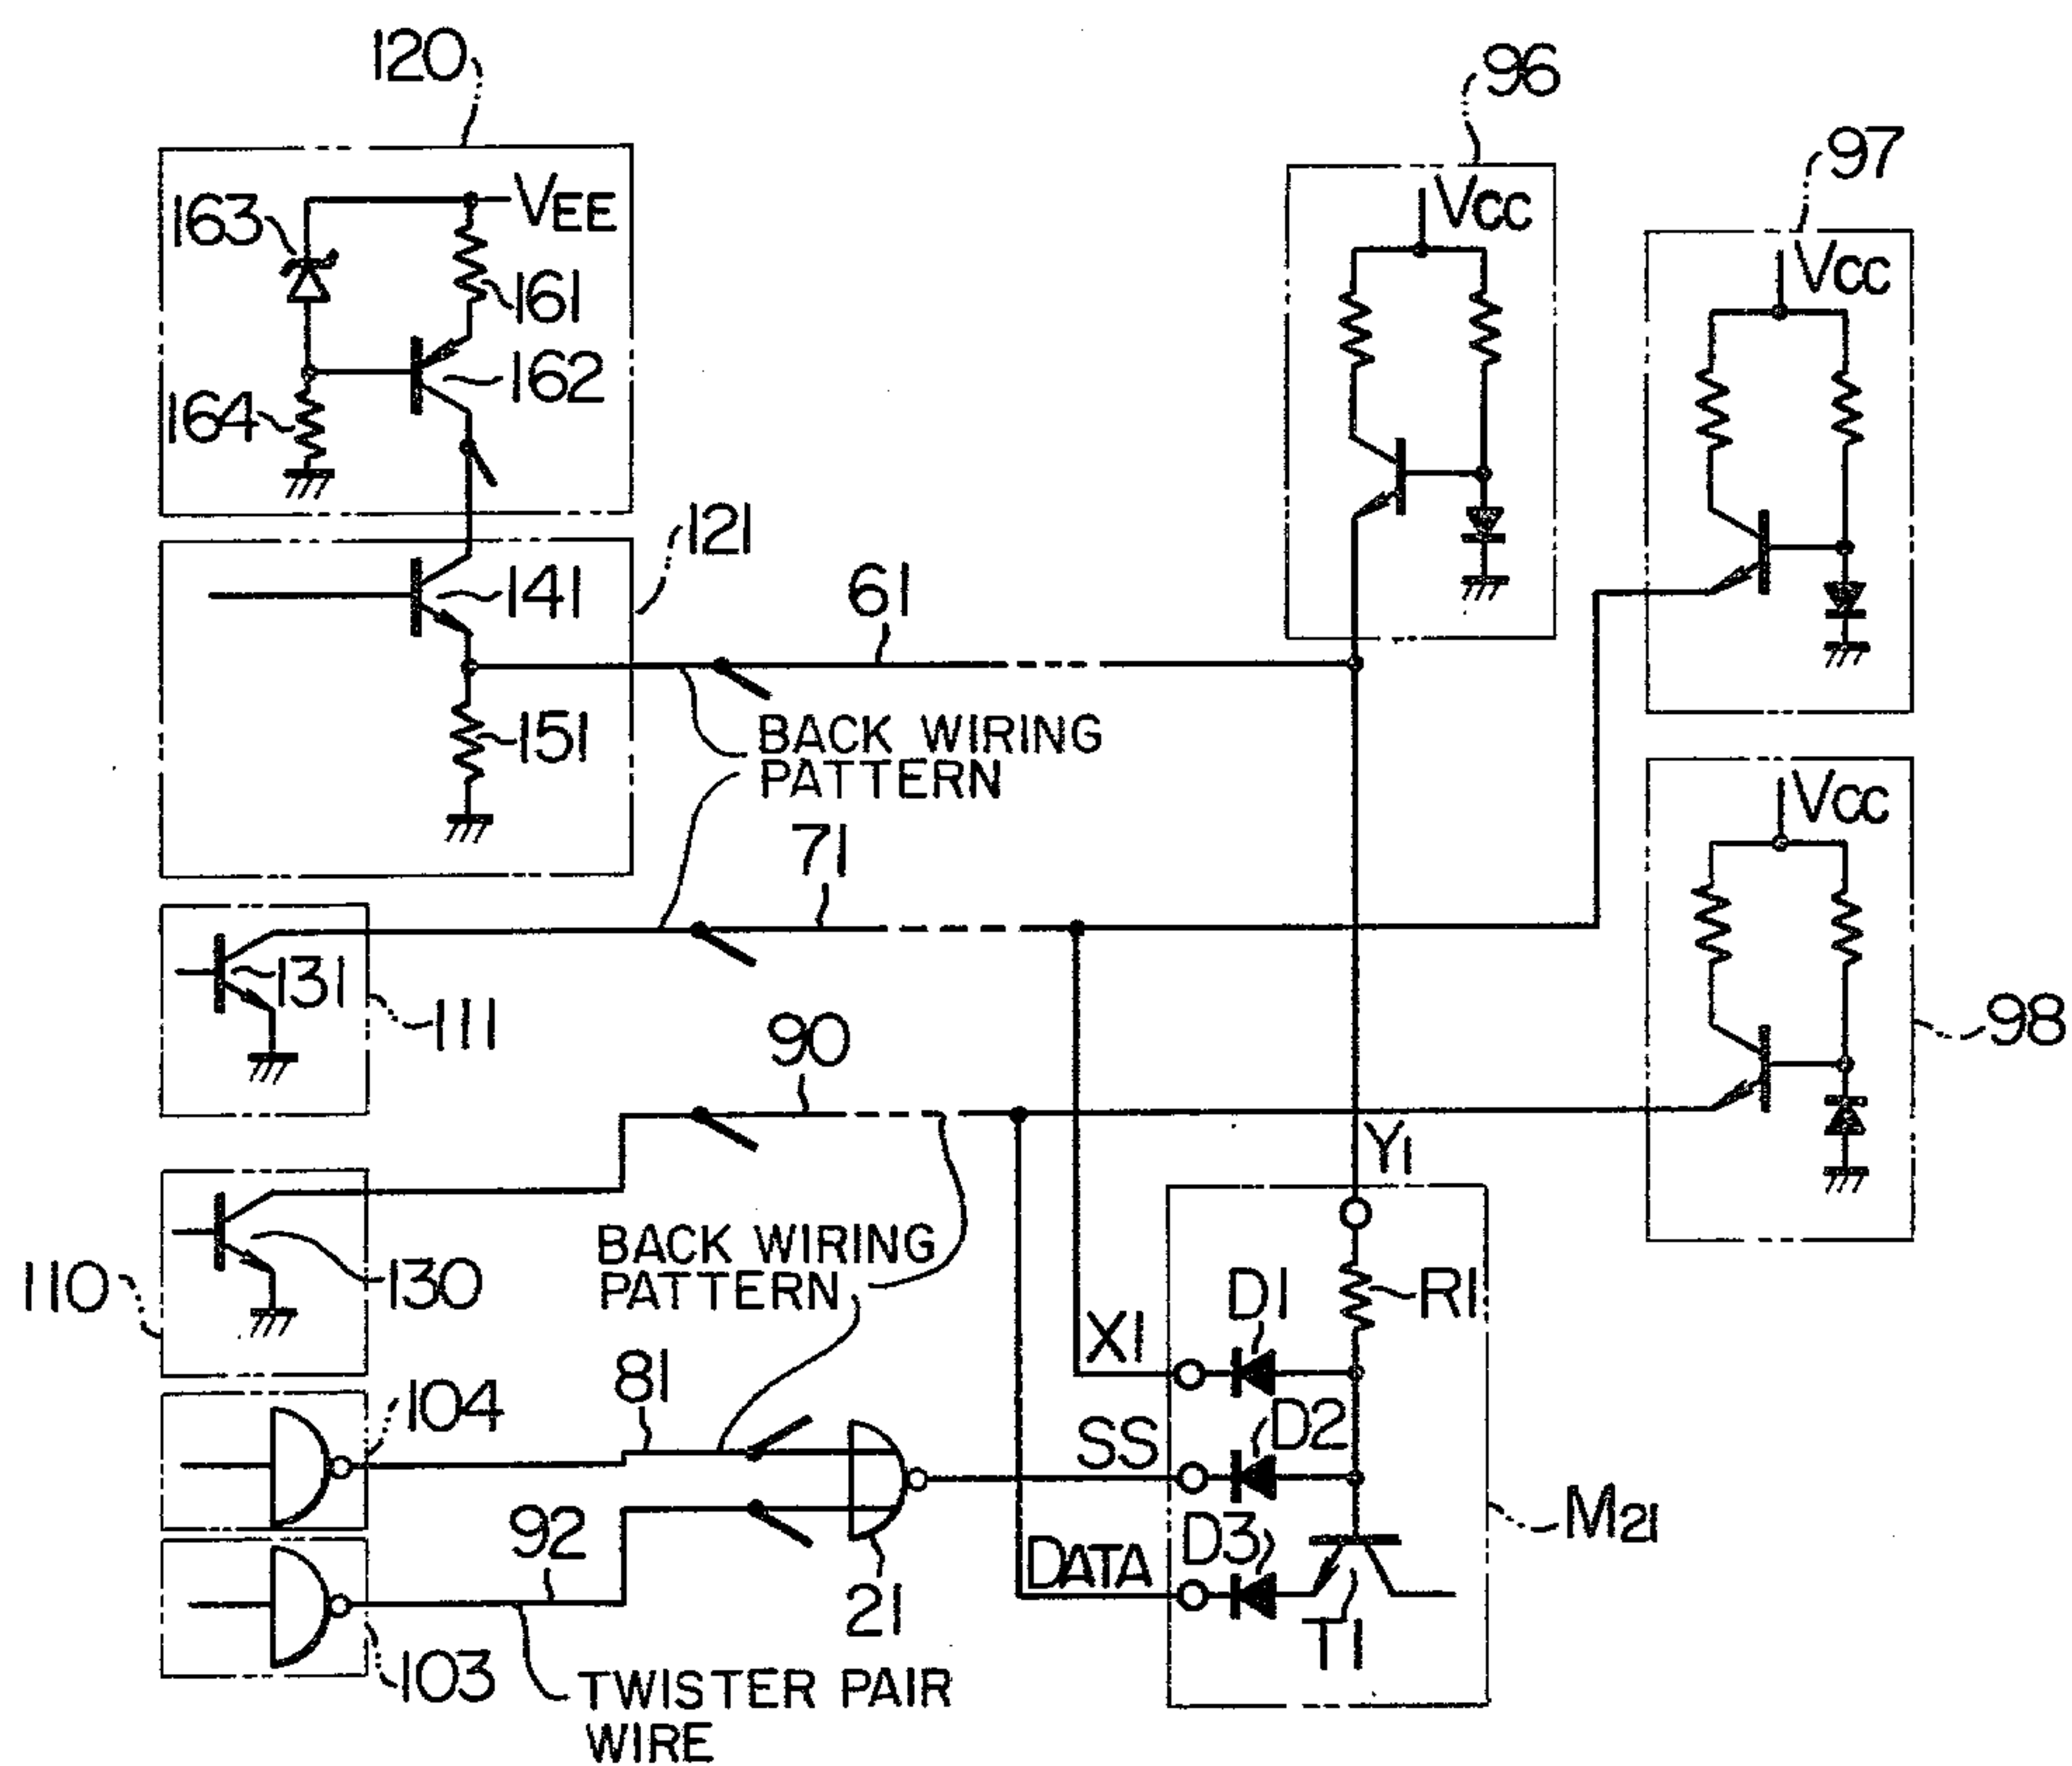 120
96
97
VEE
VCC
163
161
VCC
162
164
121
141
61
BACK WIRING
PATTERN
151
VCC
71
131
111
98
90
Y1
BACK WIRING
PATTERN
130
110
R1
D1
X1
81
104
D2
SS
M21
92
D3
DATA
21
T1
103
TWISTER PAIR
WIRE